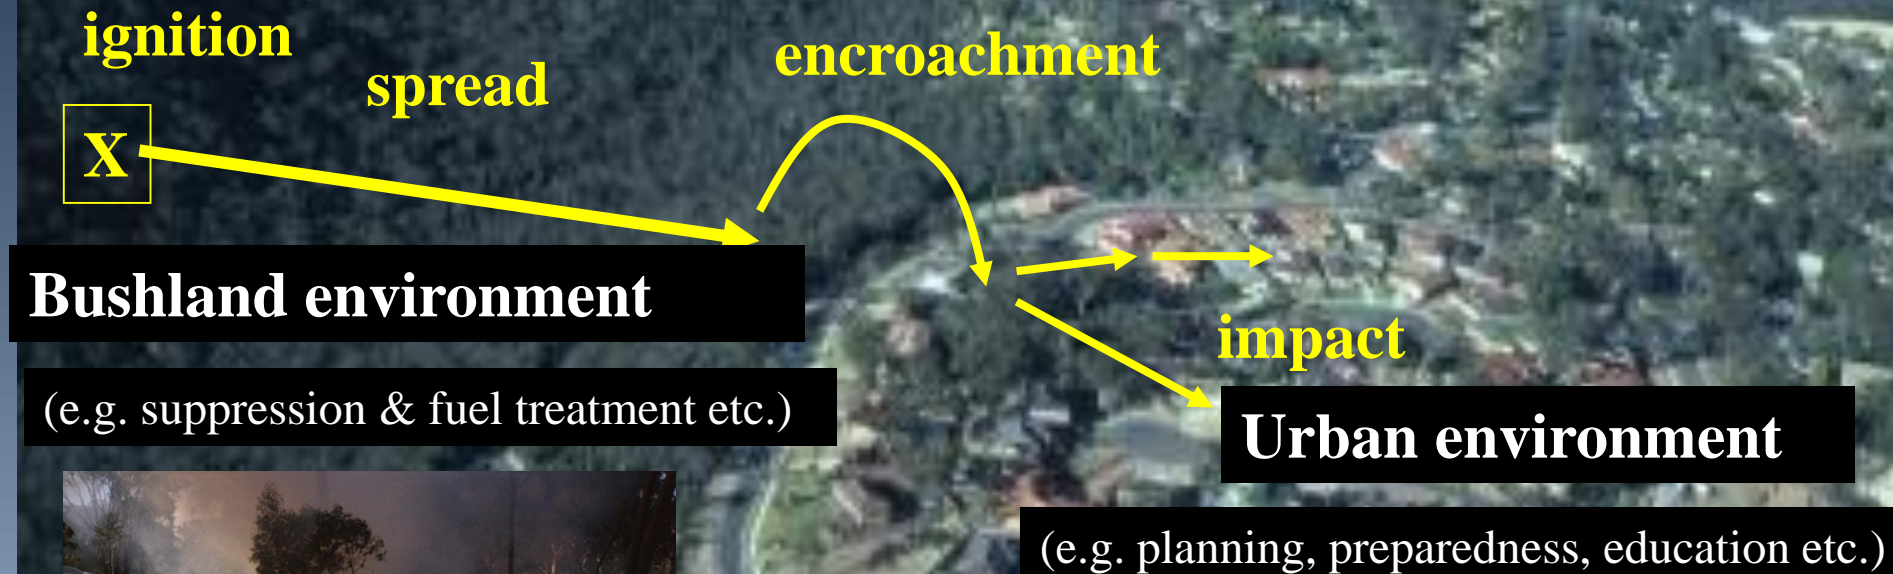 ignition
spread
encroachment
X
Bushland environment
impact
(e.g. suppression & fuel treatment etc.)
Urban environment
(e.g. planning, preparedness, education etc.)